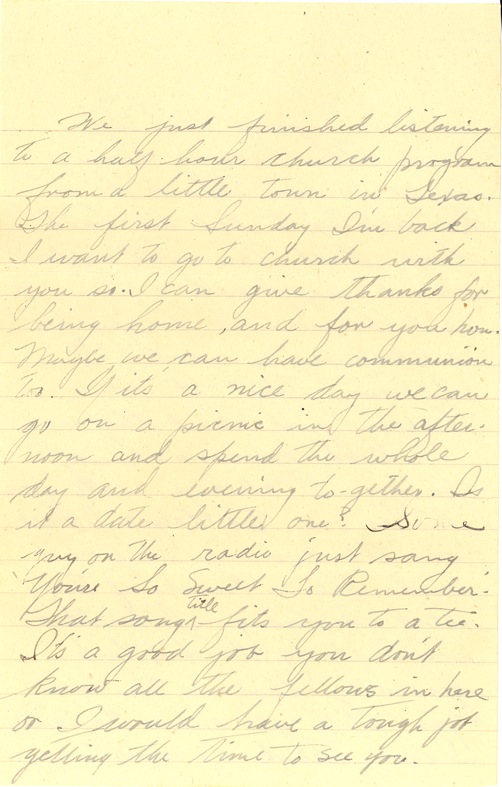 We just finished listening
to a half hour church program
from a little town in Texas.
The first Sunday I'm back
I want to go to church with
you so I can give thanks for
being home, and for you hon.
Maybe we can have communion
too. If its a nice day we can
go on a picnic in the after-
noon and spend the whole
day and evening to-gether. Is
it a date little one? Some
guy on the radio just sang
"You're So Sweet To Remember."
That song title fits you to a tee.
It's a good job you don't
know all the fellows in here
or I would have a tough job
getting the time to see you.